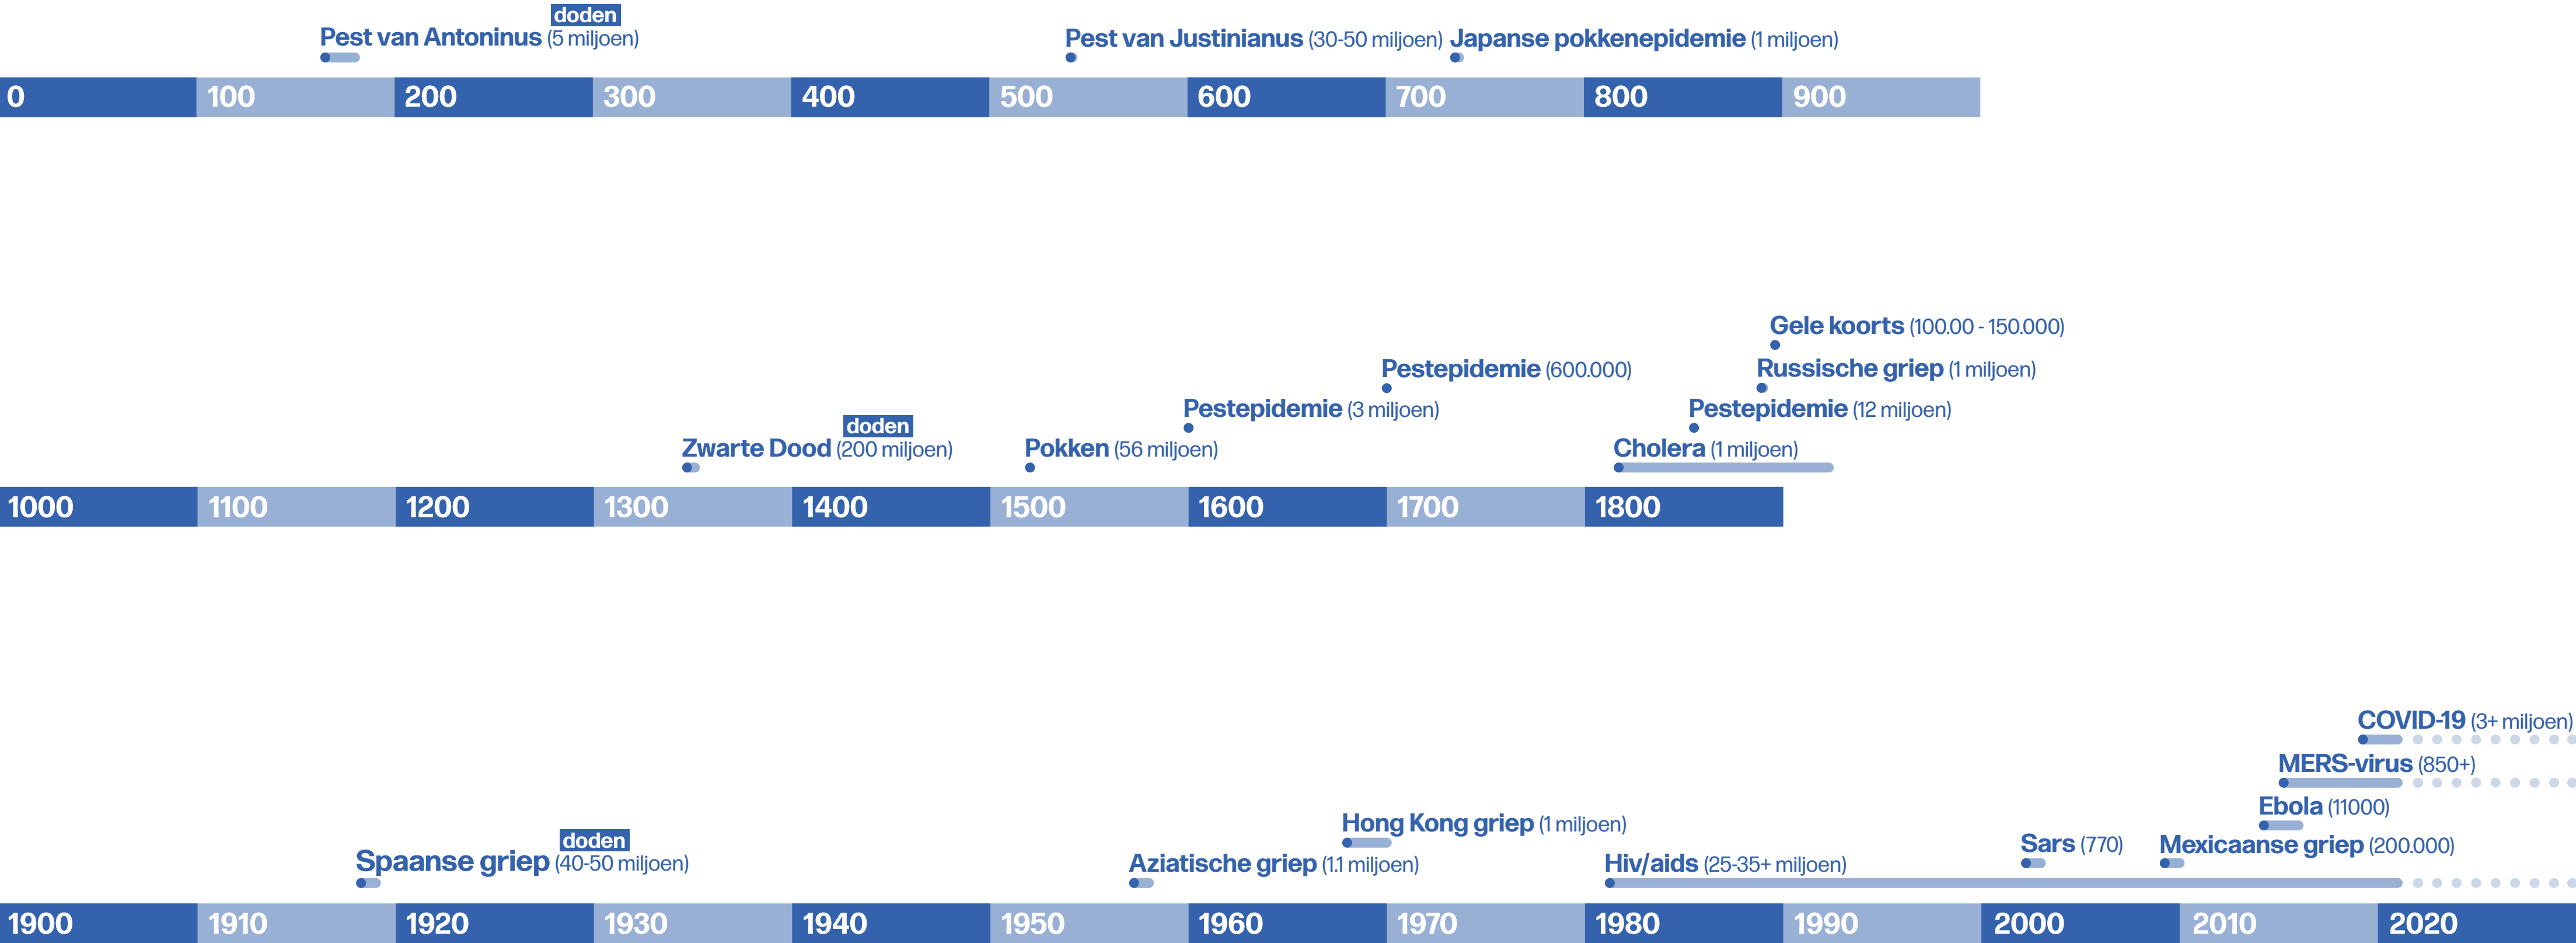 doden
Pest van Antoninus (5 miljoen)
Pest van Justinianus (30-50 miljoen)
Japanse pokkenepidemie (1 miljoen)
0 100 200 300 400 500 600 700 800 900
Gele koorts (100.00 - 150.000)
Pestepidemie (600.000)
Russische griep (1 miljoen)
Pestepidemie (3 miljoen)
Pestepidemie (12 miljoen)
doden
Zwarte Dood (200 miljoen)
Pokken (56 miljoen)
Cholera (1 miljoen)
1000 1100 1200 1300 1400 1500 1600 1700 1800
COVID-19 (3+ miljoen)
MERS-virus (850+)
Ebola (11000)
Hong Kong griep (1 miljoen)
Sars (770)
Mexicaanse griep (200.000)
doden
Spaanse griep (40-50 miljoen)
Aziatische griep (1.1 miljoen)
Hiv/aids (25-35+ miljoen)
1900 1910 1920 1930 1940 1950 1960 1970 1980 1990 2000 2010 2020